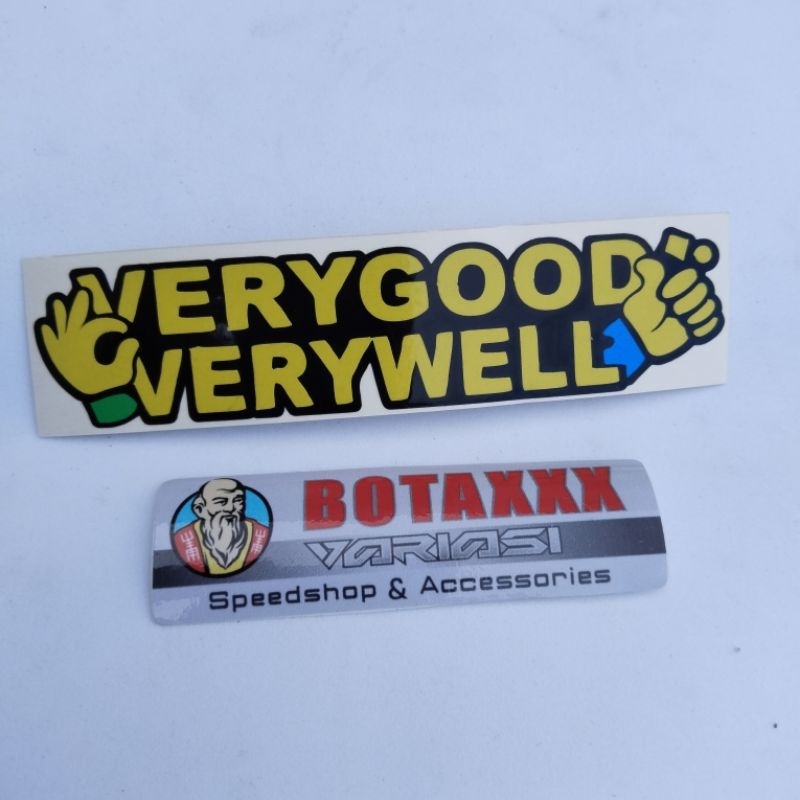 VERYGOOD
VERYWELL
BOTAXXX
VARIASI
Speedshop & Accessories